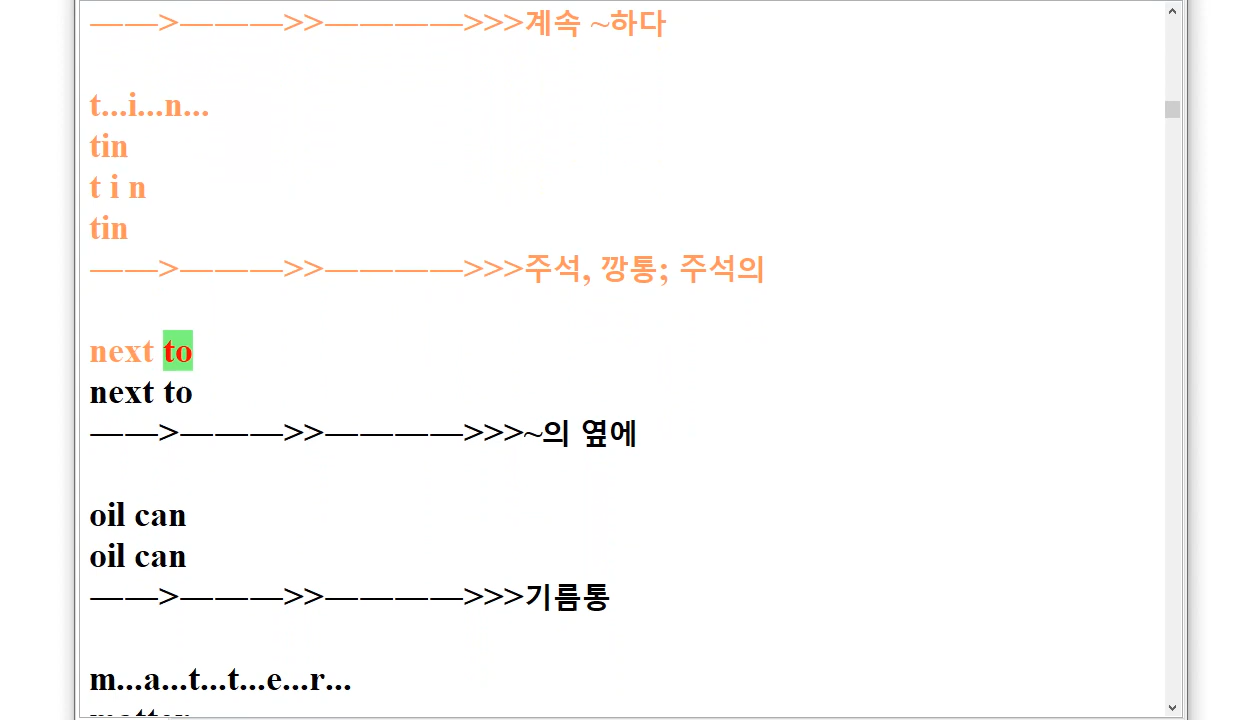 ——>———>>————>>>계속 ~하다
t...i...n...
tin
t i n
tin
——>———>>————>>>주석, 깡통; 주석의
next to
next to
——>———>>————>>>~의 옆에
oil can
oil can
——>———>>————>>>기름통
m...a...t...t...e...r...
matter